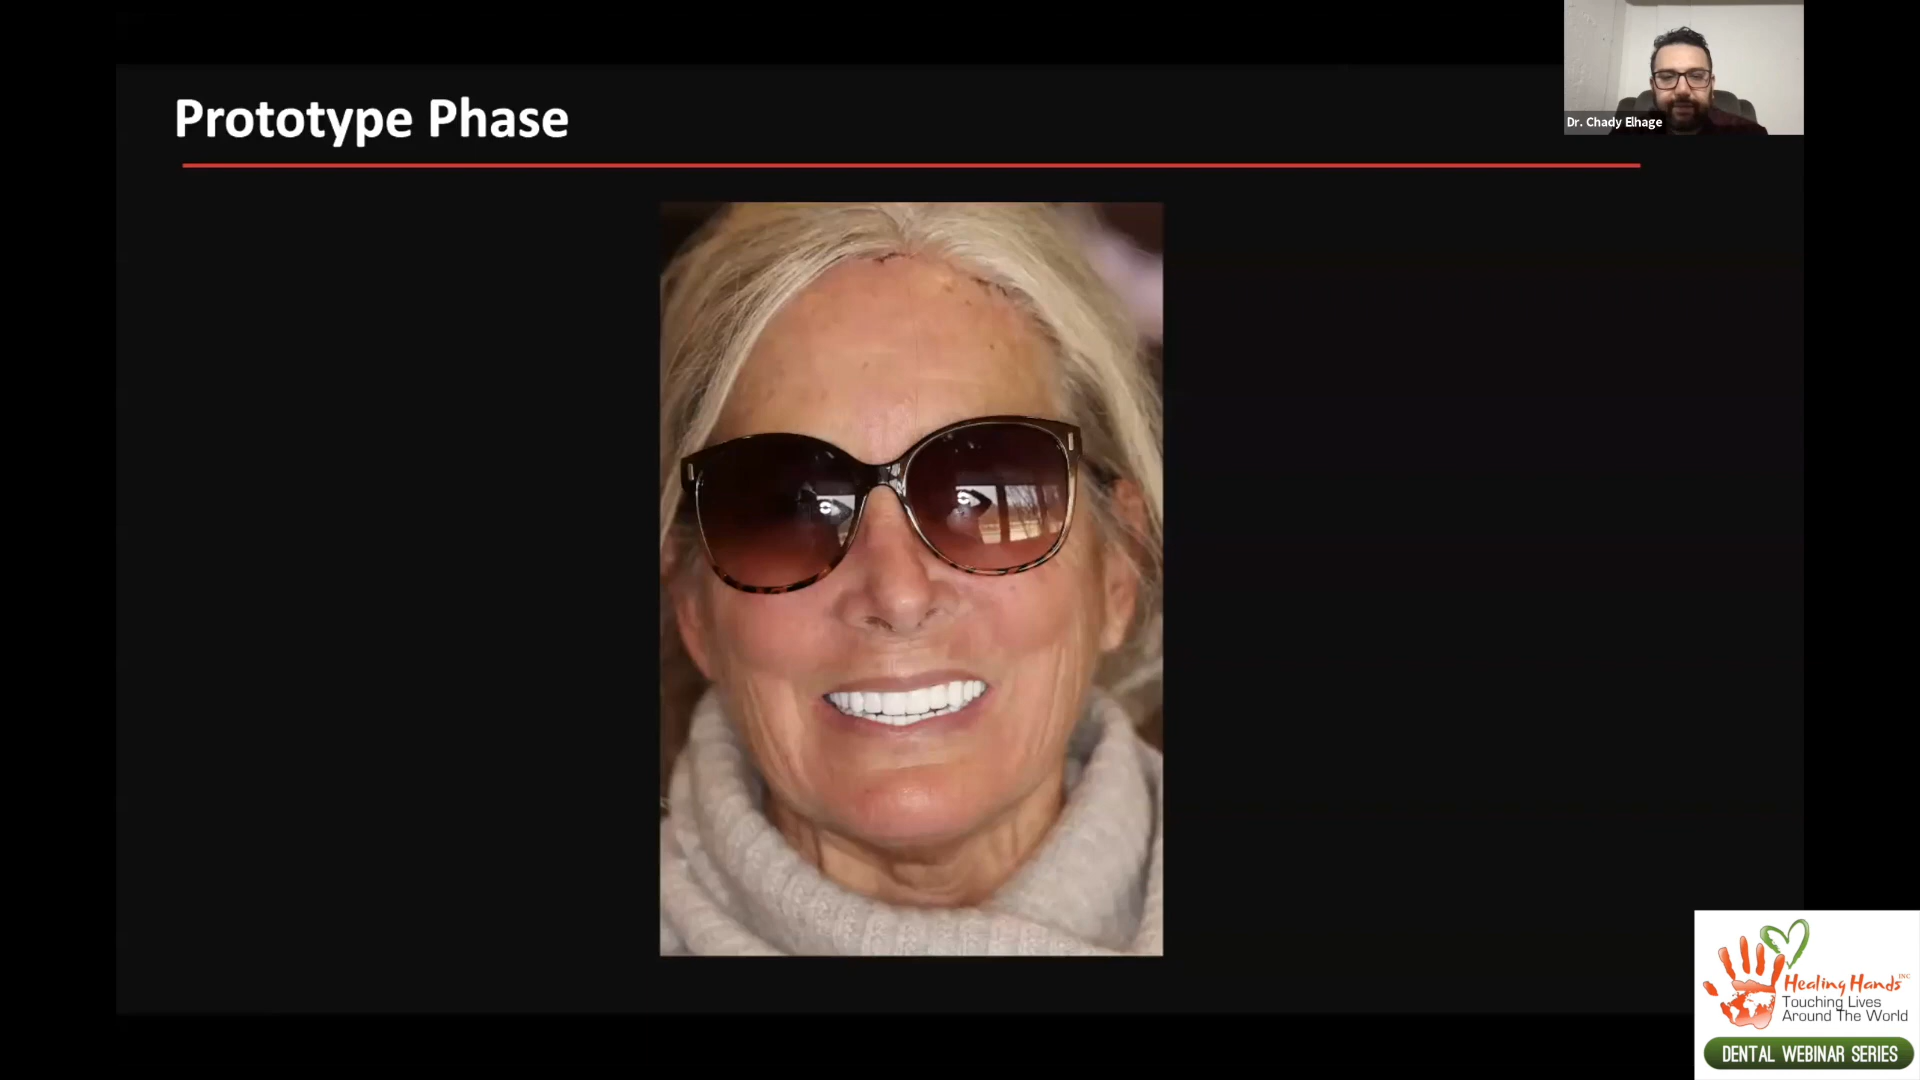 Prototype Phase
Dr. Chady Elhage
Healing Hands INC
Touching Lives
Around The World
DENTAL WEBINAR SERIES